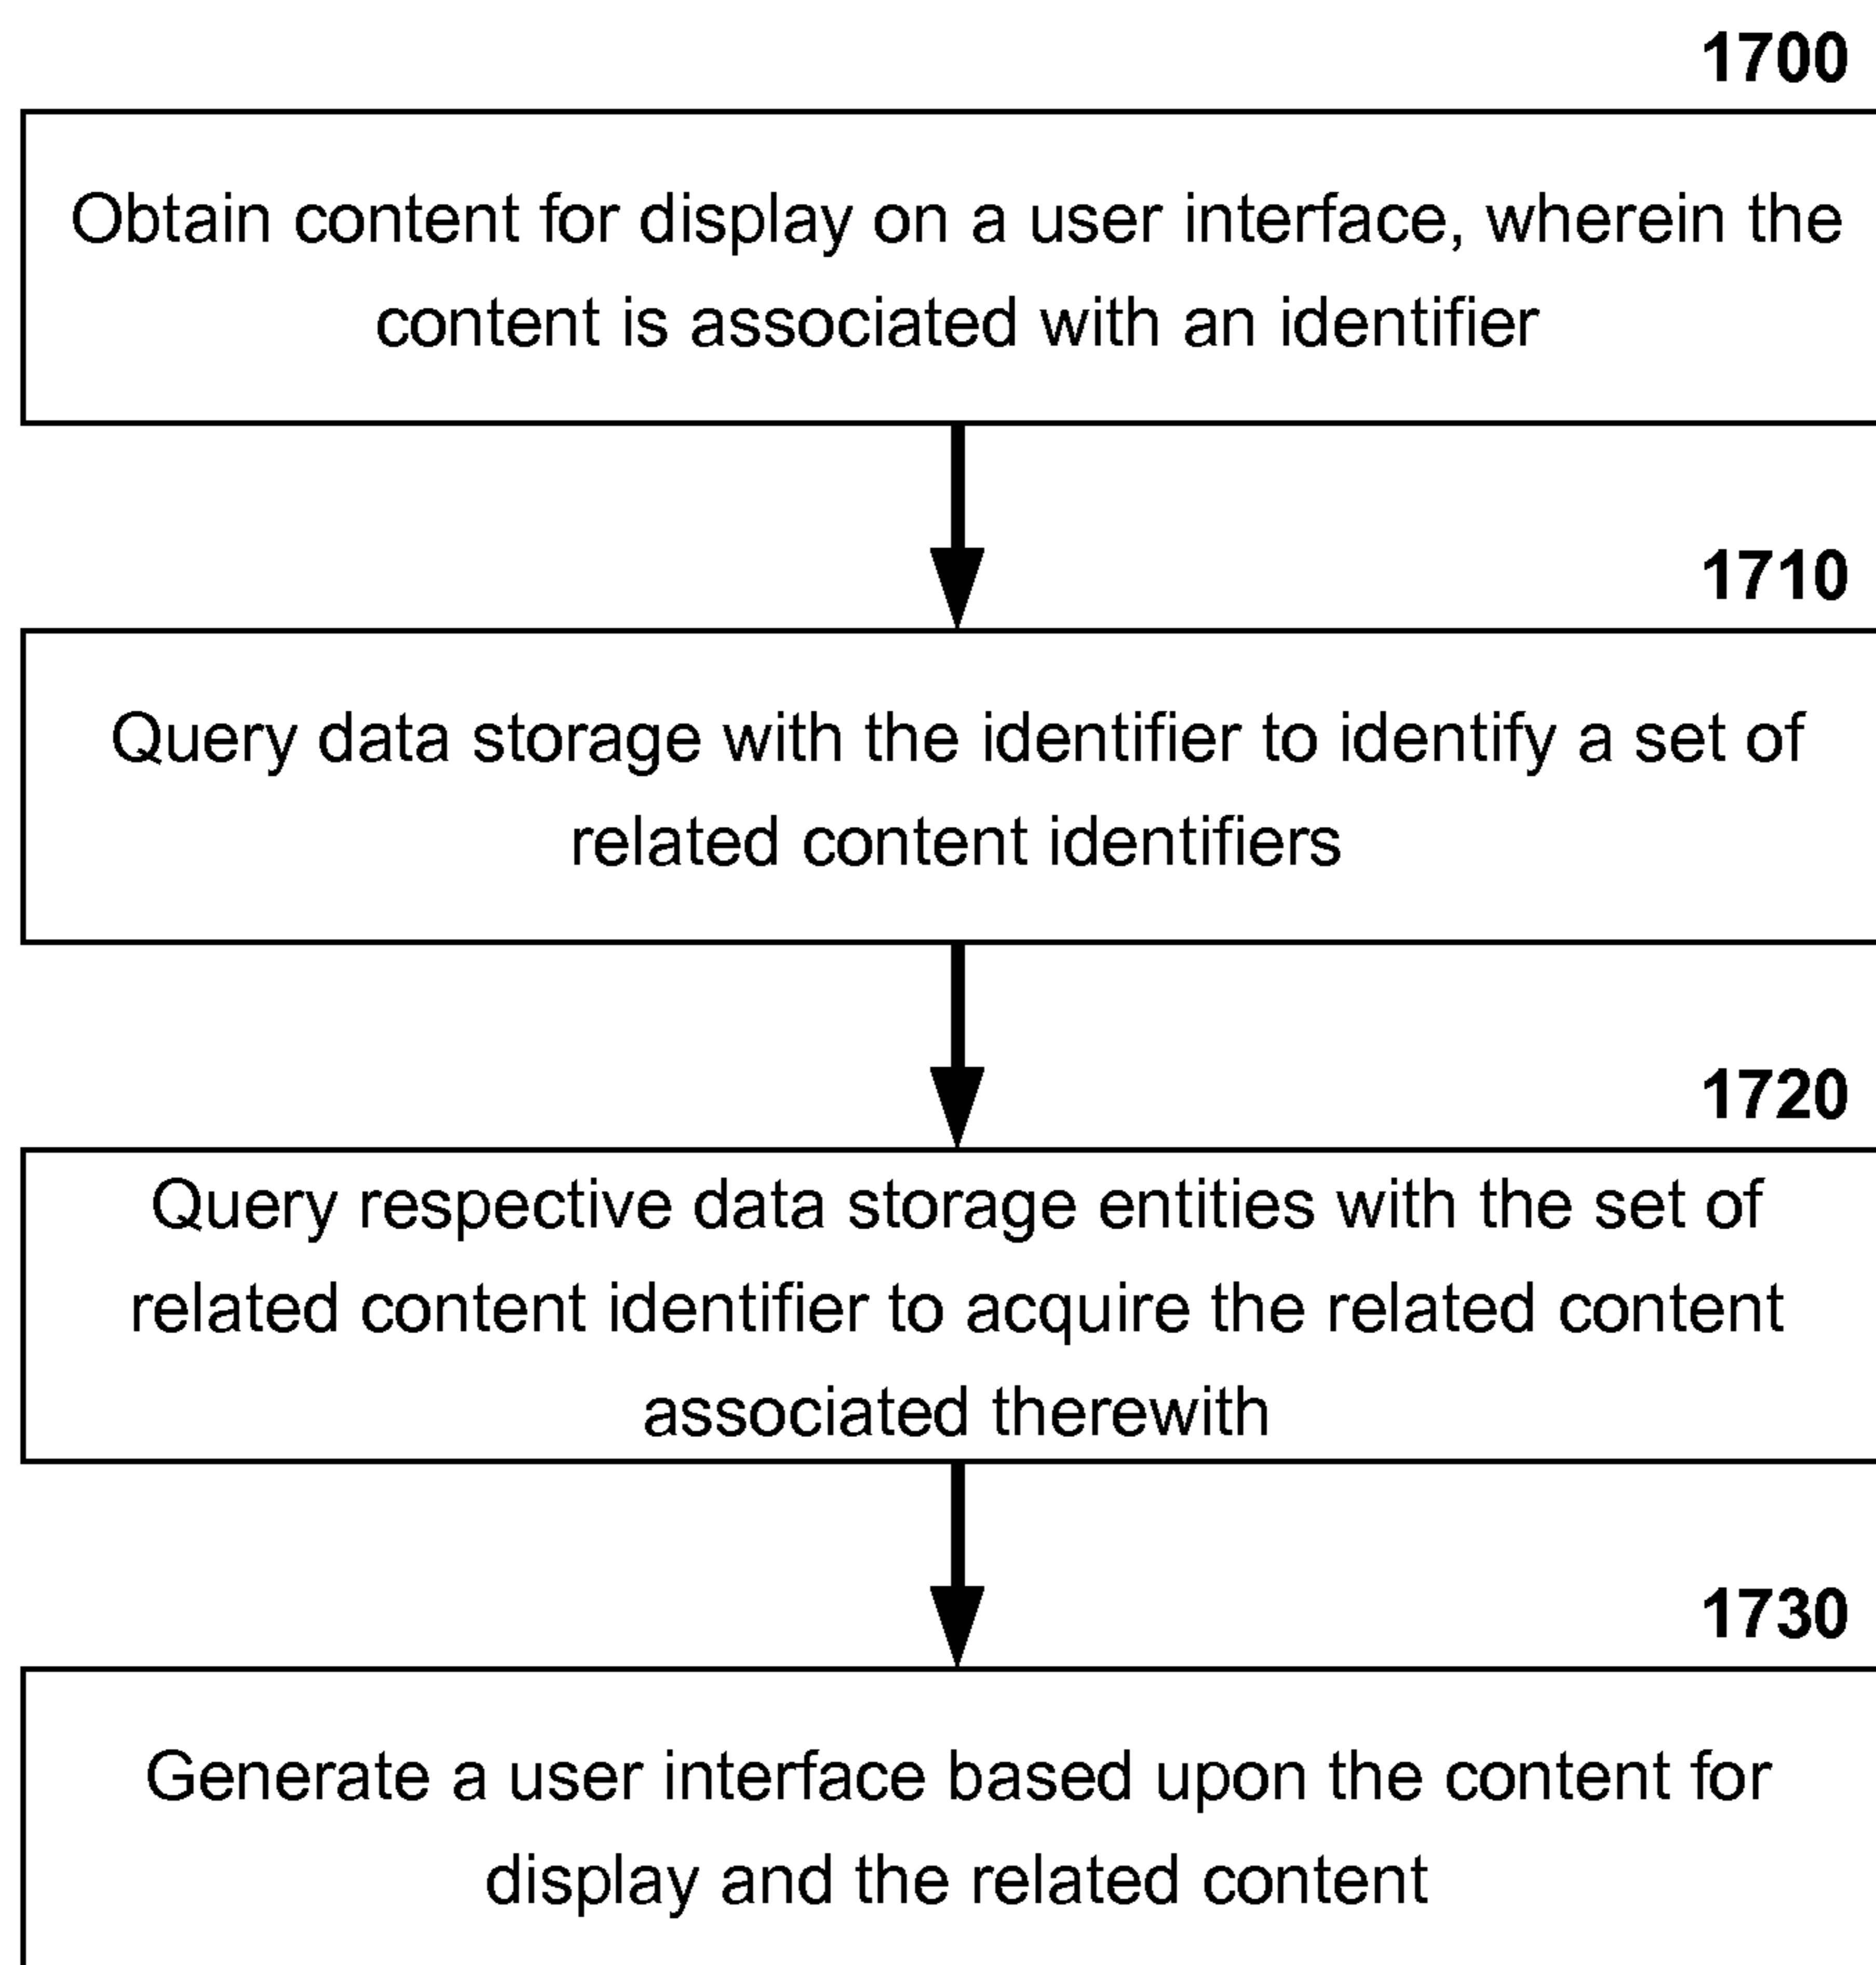 1700
Obtain content for display on a user interface, wherein the
content is associated with an identifier
1710
Query data storage with the identifier to identify a set of
related content identifiers
1720
Query respective data storage entities with the set of
related content identifier to acquire the related content
associated therewith
1730
Generate a user interface based upon the content for
display and the related content